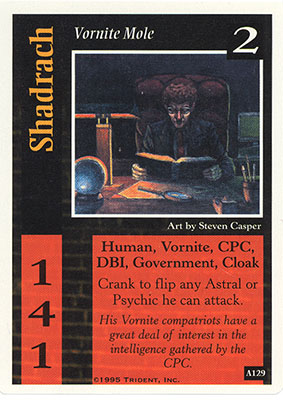 Shadrach
Vornite Mole
2
Art by Steven Casper
1
4
1
Human, Vornite, CPC,
DBI, Government, Cloak
Crank to flip any Astral or
Psychic he can attack.
His Vornite compatriots have a
great deal of interest in the
intelligence gathered by the
CPC.
©1995 TRIDENT, INC.
A129